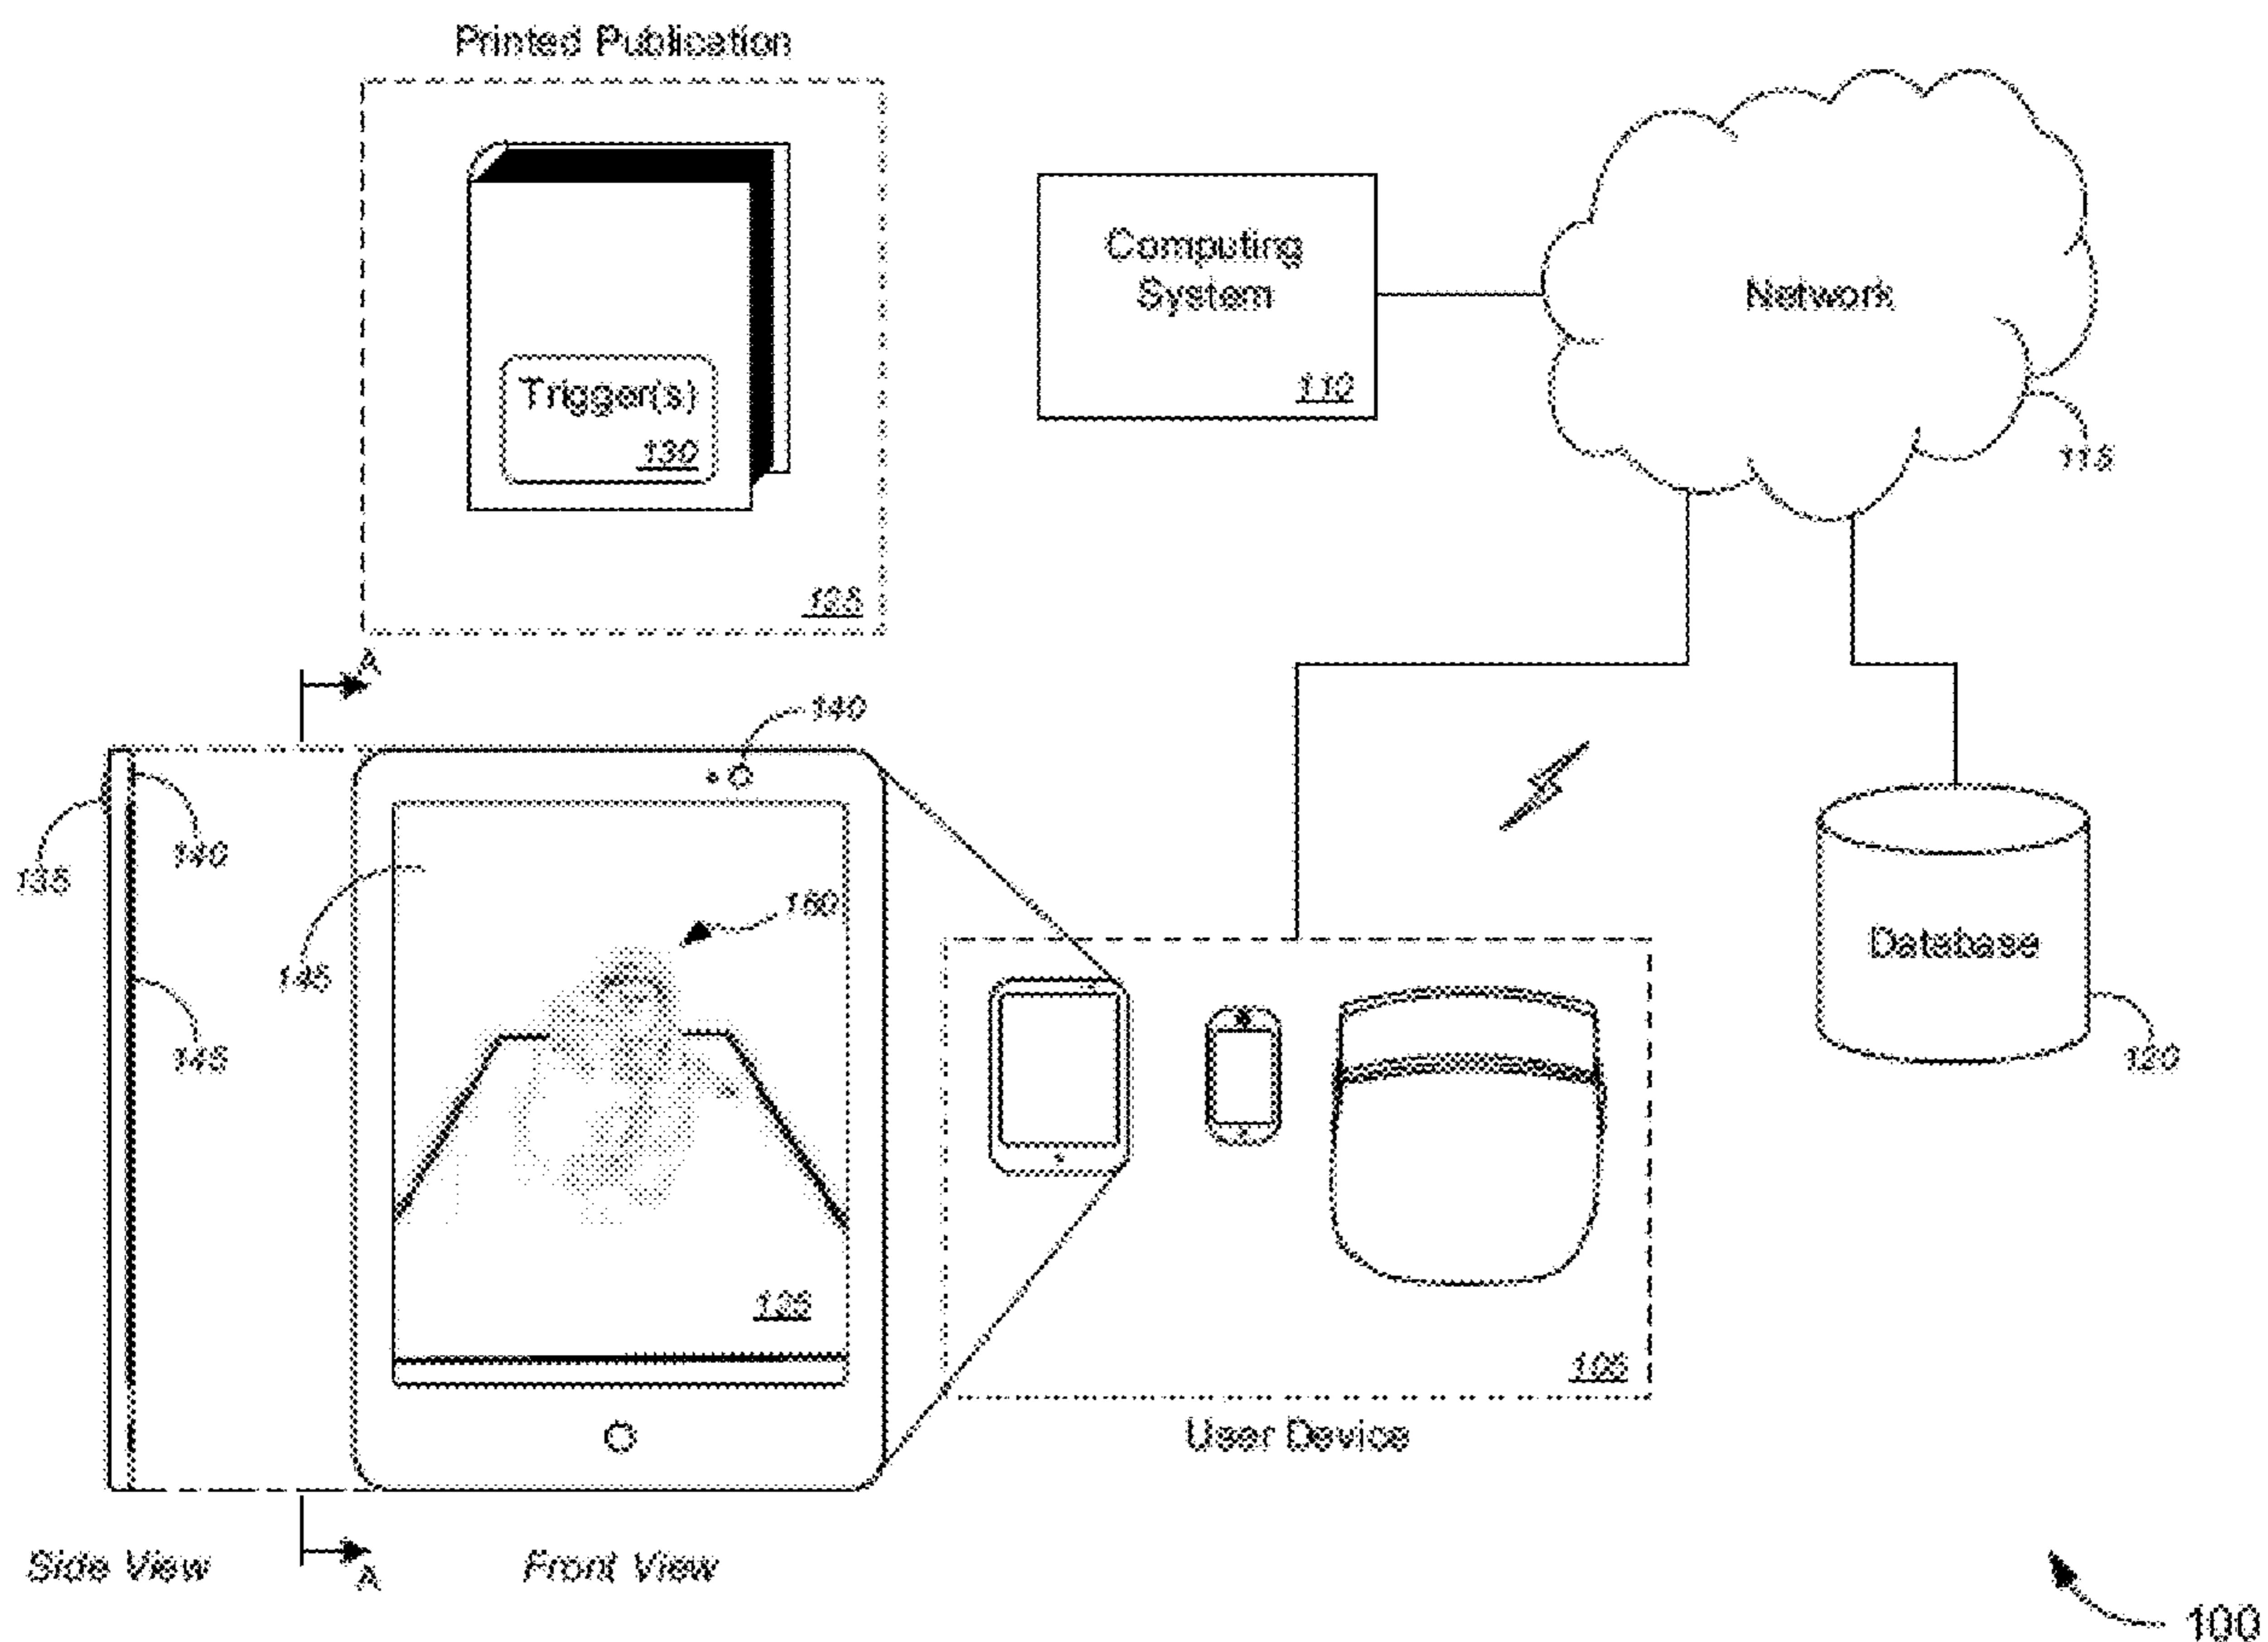 Printed Publication
Trigger(s)
130
125
Computing
System
110
Network
115
A
140
135
140
145
145
150
125
Database
120
105
User Device
Side View
A
Front View
100